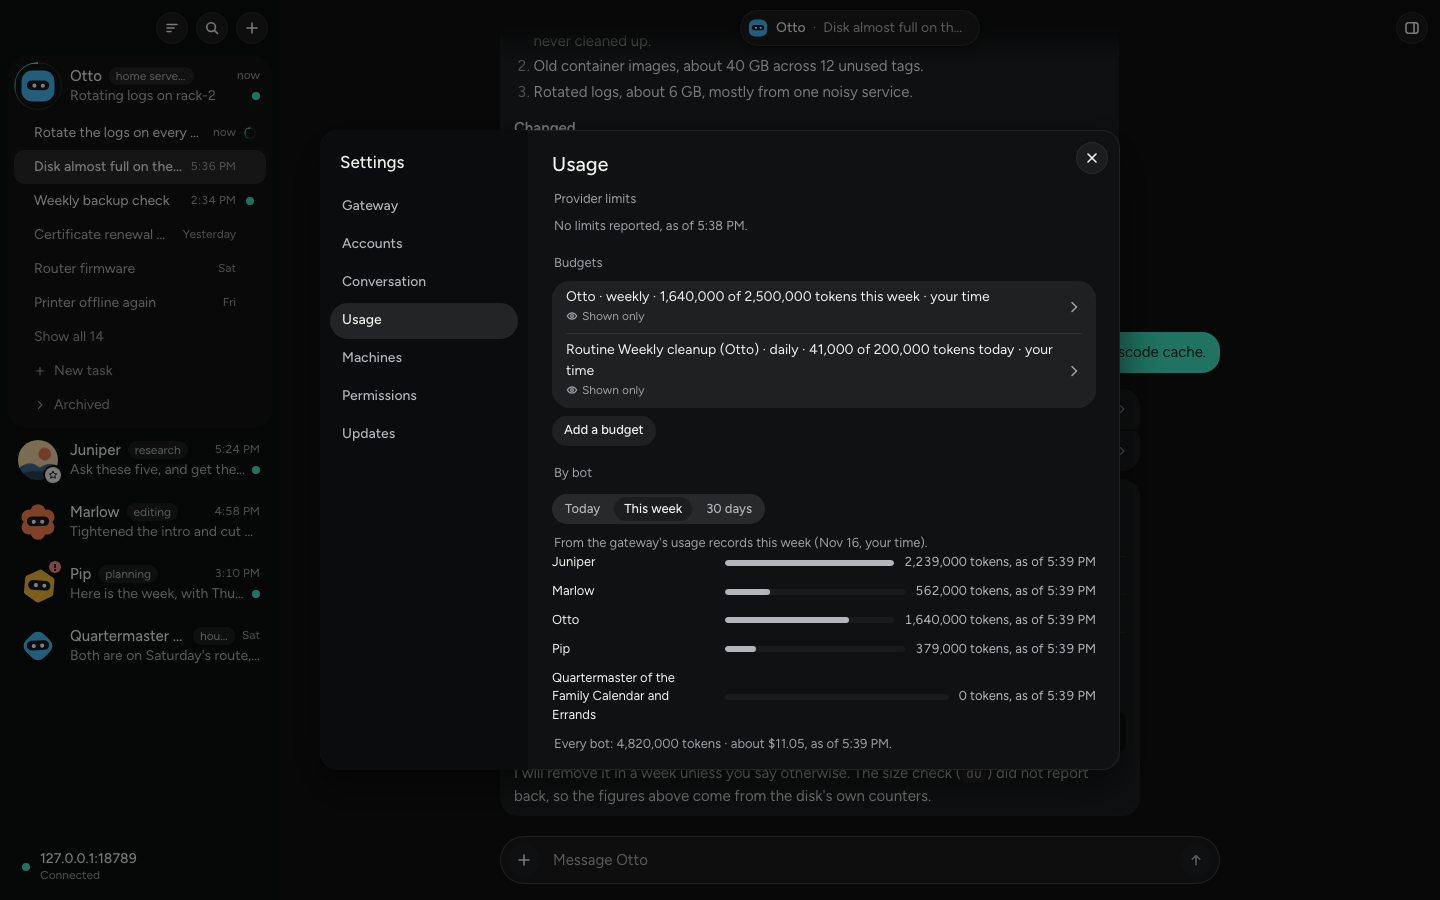 Otto · Disk almost full on th...
Otto home serve... now
Rotating logs on rack-2
Rotate the logs on every ... now
Disk almost full on the... 5:36 PM
Weekly backup check 2:34 PM
Certificate renewal ... Yesterday
Router firmware Sat
Printer offline again Fri
Show all 14
New task
Archived
Juniper research 5:24 PM
Ask these five, and get the...
Marlow editing 4:58 PM
Tightened the intro and cut ...
Pip planning 3:10 PM
Here is the week, with Thu...
Quartermaster ... hou... Sat
Both are on Saturday's route,...
127.0.0.1:18789
Connected
never cleaned up.
2. Old container images, about 40 GB across 12 unused tags.
3. Rotated logs, about 6 GB, mostly from one noisy service.
Changed
scode cache.
Settings
Gateway
Accounts
Conversation
Usage
Machines
Permissions
Updates
Usage
Provider limits
No limits reported, as of 5:38 PM.
Budgets
Otto · weekly · 1,640,000 of 2,500,000 tokens this week · your time
Shown only
Routine Weekly cleanup (Otto) · daily · 41,000 of 200,000 tokens today · your
time
Shown only
Add a budget
By bot
Today This week 30 days
From the gateway's usage records this week (Nov 16, your time).
Juniper 2,239,000 tokens, as of 5:39 PM
Marlow 562,000 tokens, as of 5:39 PM
Otto 1,640,000 tokens, as of 5:39 PM
Pip 379,000 tokens, as of 5:39 PM
Quartermaster of the
Family Calendar and
Errands
0 tokens, as of 5:39 PM
Every bot: 4,820,000 tokens · about $11.05, as of 5:39 PM.
I will remove it in a week unless you say otherwise. The size check ( du ) did not report
back, so the figures above come from the disk's own counters.
Message Otto